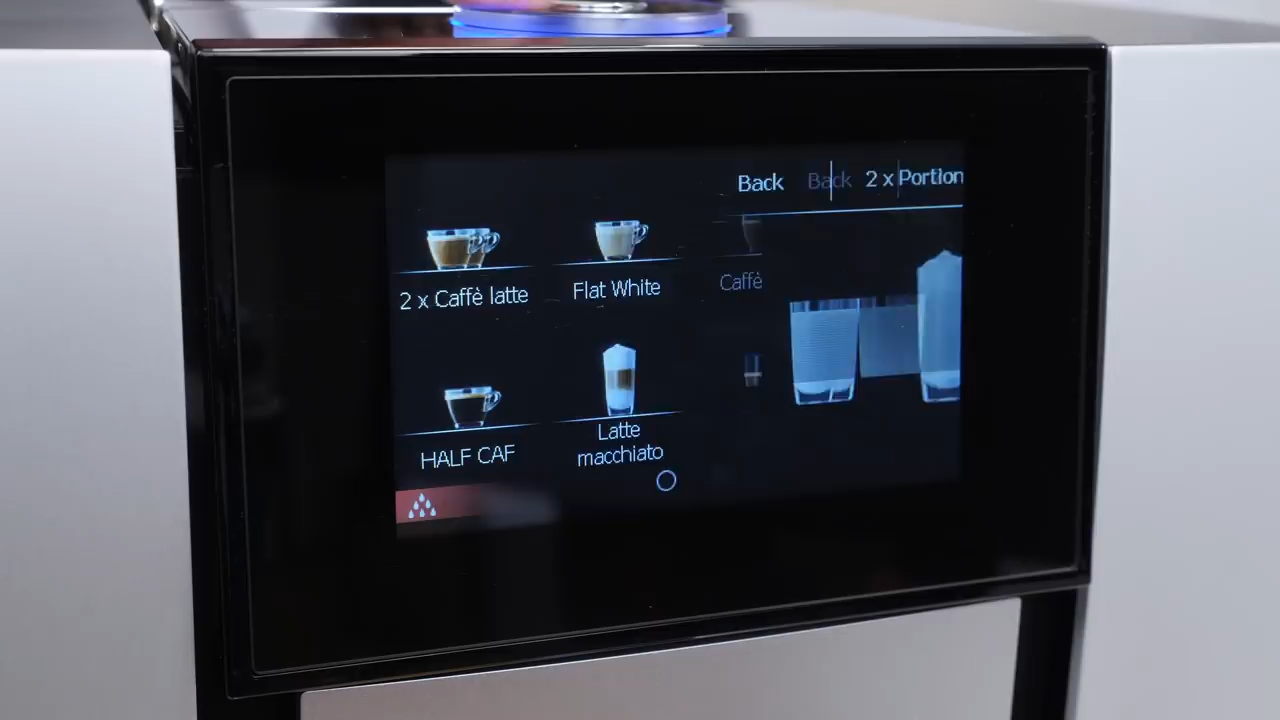 Back Back 2 x Portion
2 x Caffè latte
Flat White
Caffè
HALF CAF
Latte
macchiato